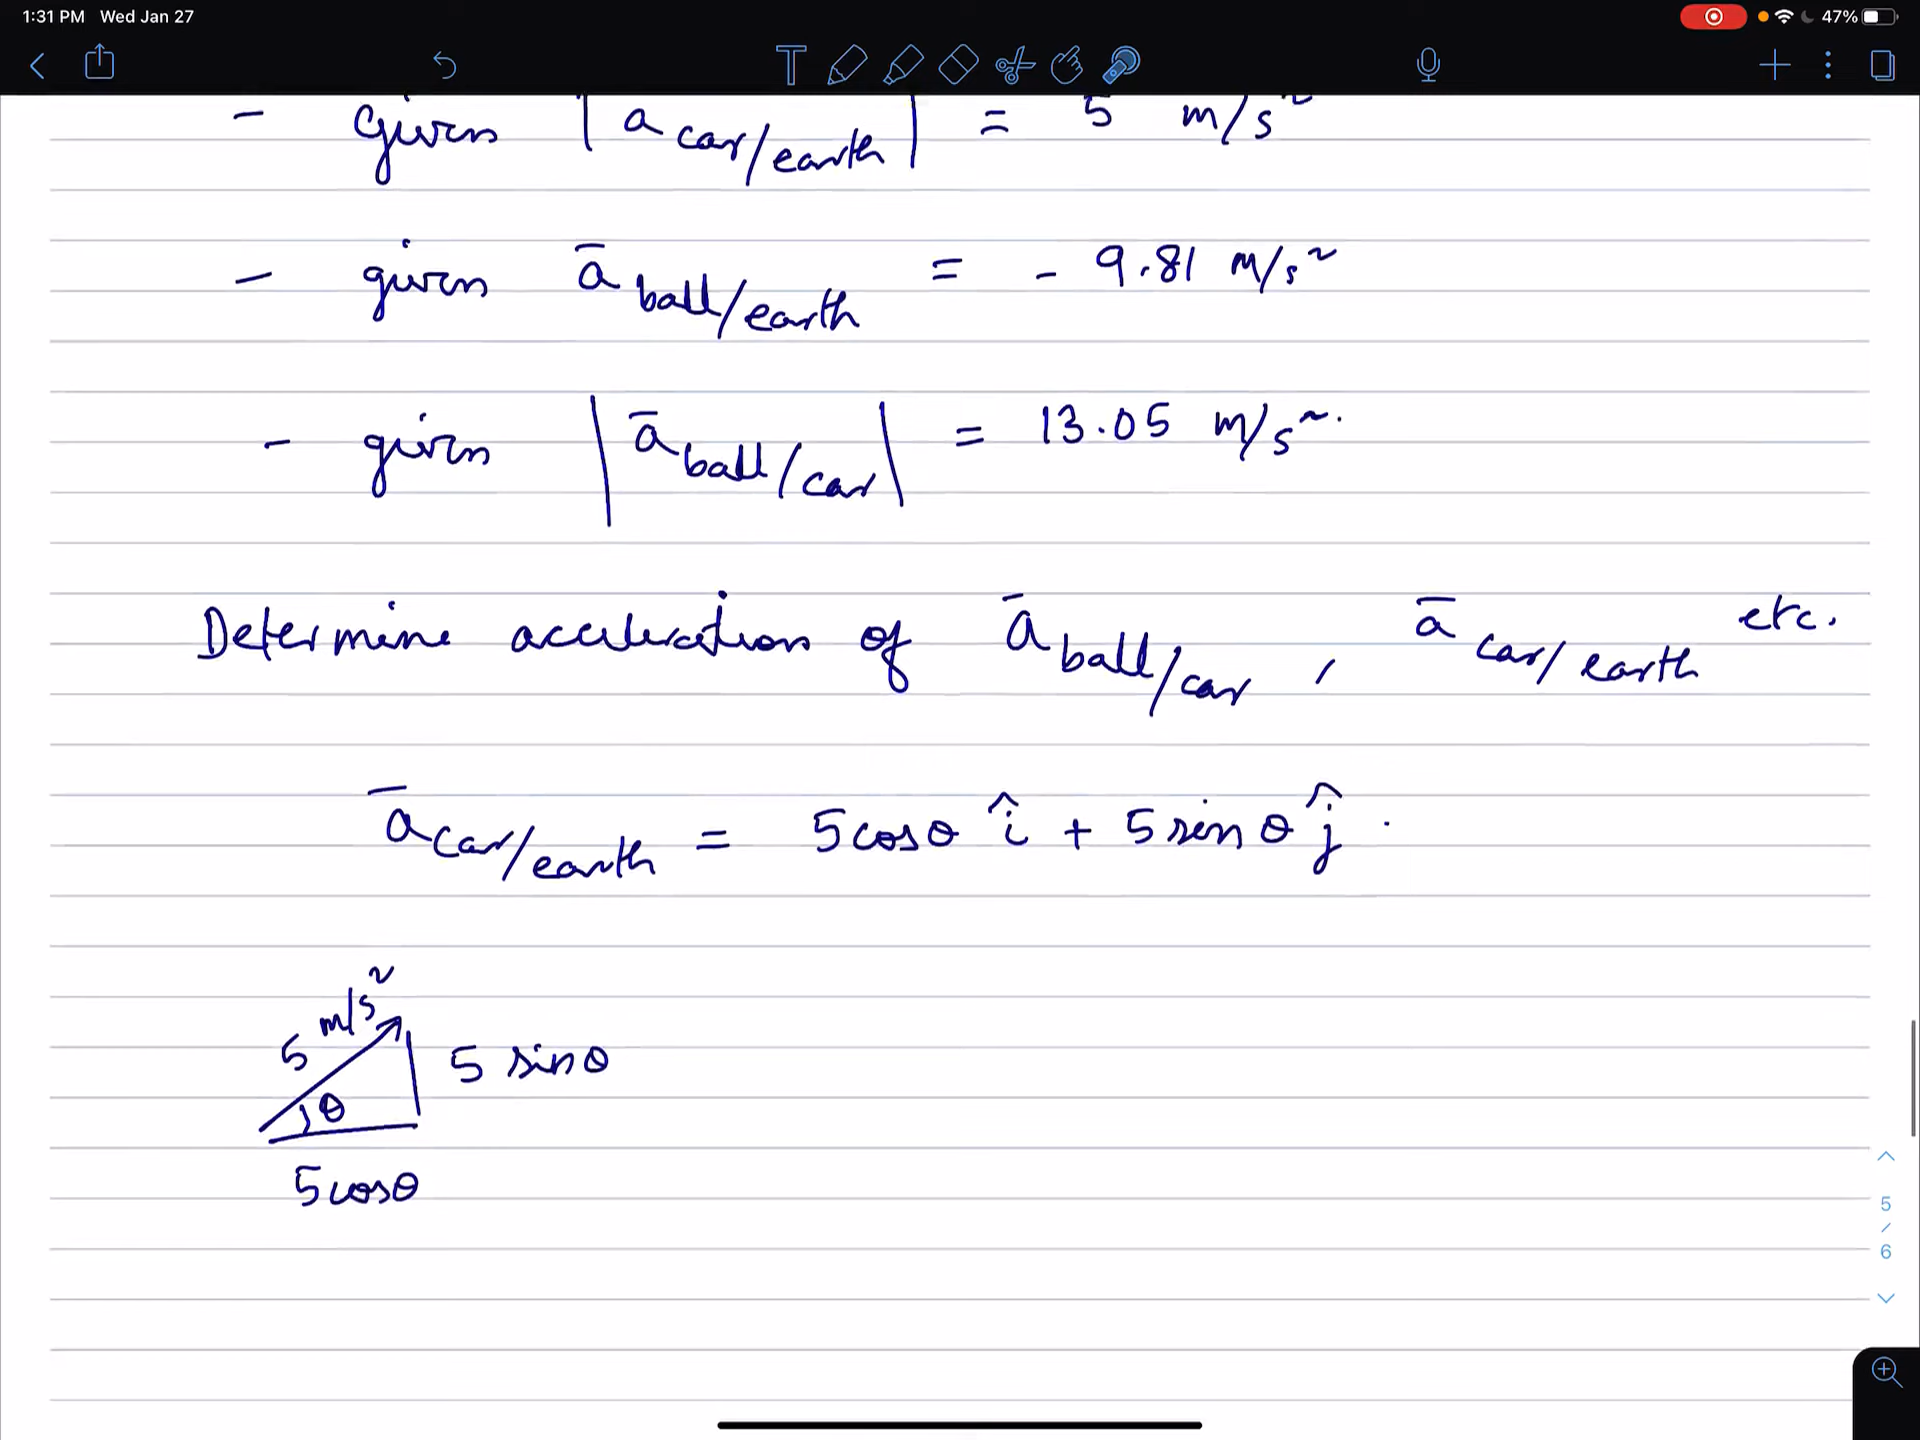 1:31 PM Wed Jan 27 47%
- given |a car/earth| = 5 m/s²
- given ā ball/earth = - 9.81 m/s²
- given |ā ball/car| = 13.05 m/s².
Determine acceleration of ā ball/car , ā car/earth etc.
ā car/earth = 5cosθ î + 5 sin θ ĵ .
5 m/s²
5 sinθ
θ
5cosθ
5
/
6